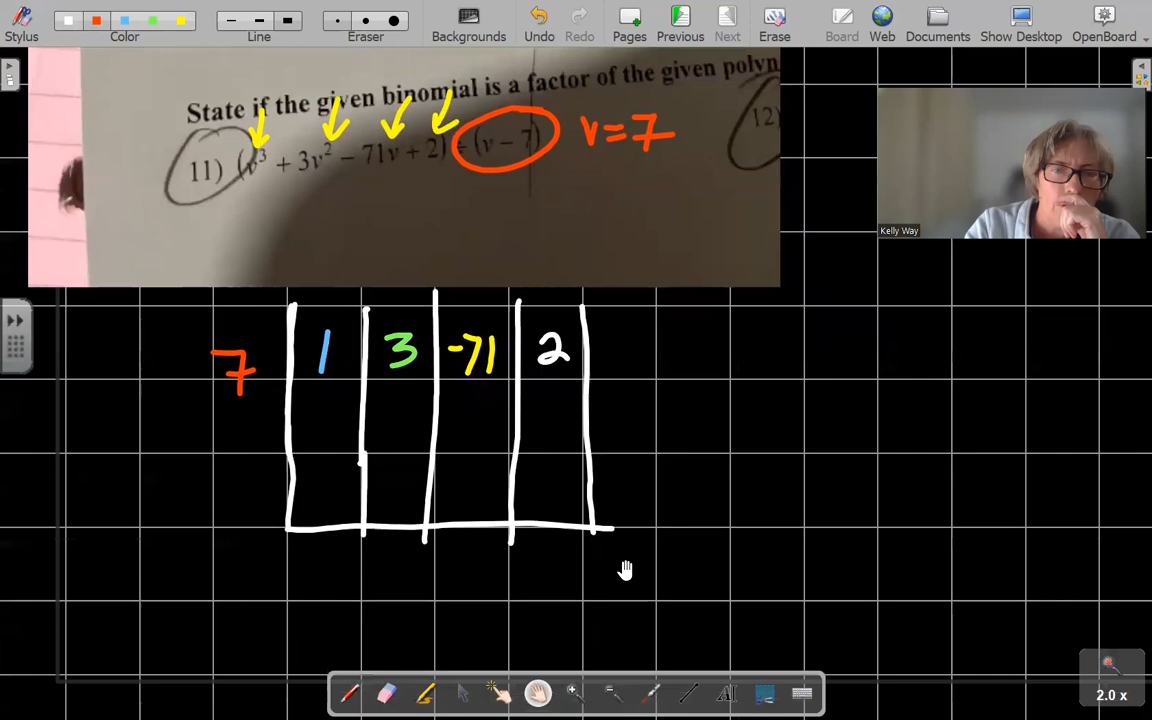 Stylus
Color
Line
Eraser
Backgrounds
Undo
Redo
Pages
Previous
Next
Erase
Board
Web
Documents
Show Desktop
OpenBoard
State if the given binomial is a factor of the given polyn
11) (v³ + 3v² − 71v + 2) ÷ (v − 7)
v=7
12)
Kelly Way
7 1 3 -71 2
2.0 x